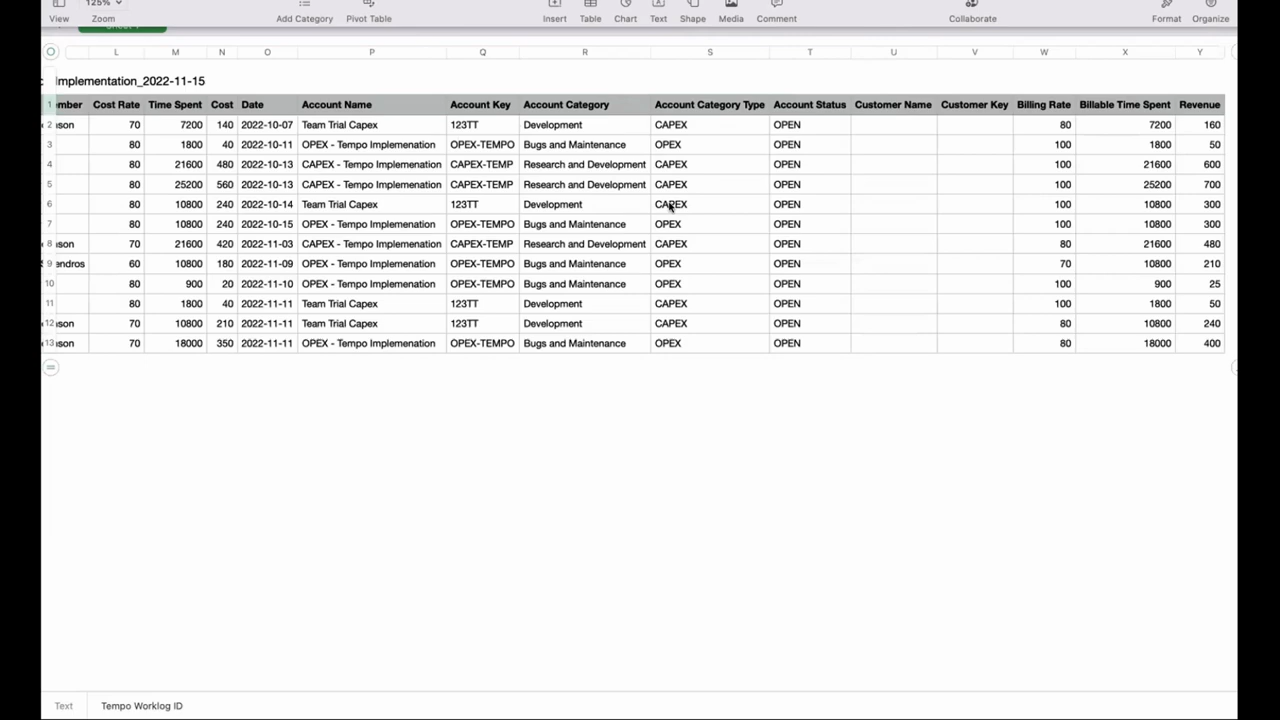 125%
View Zoom Add Category Pivot Table Insert Table Chart Text Shape Media Comment Collaborate Format Organize
L M N O P Q R S T U V W X Y
Implementation_2022-11-15
1 mber Cost Rate Time Spent Cost Date Account Name Account Key Account Category Account Category Type Account Status Customer Name Customer Key Billing Rate Billable Time Spent Revenue
2 son 70 7200 140 2022-10-07 Team Trial Capex 123TT Development CAPEX OPEN 80 7200 160
3 80 1800 40 2022-10-11 OPEX - Tempo Implemenation OPEX-TEMPO Bugs and Maintenance OPEX OPEN 100 1800 50
4 80 21600 480 2022-10-13 CAPEX - Tempo Implemenation CAPEX-TEMP Research and Development CAPEX OPEN 100 21600 600
5 80 25200 560 2022-10-13 CAPEX - Tempo Implemenation CAPEX-TEMP Research and Development CAPEX OPEN 100 25200 700
6 80 10800 240 2022-10-14 Team Trial Capex 123TT Development CAPEX OPEN 100 10800 300
7 80 10800 240 2022-10-15 OPEX - Tempo Implemenation OPEX-TEMPO Bugs and Maintenance OPEX OPEN 100 10800 300
8 son 70 21600 420 2022-11-03 CAPEX - Tempo Implemenation CAPEX-TEMP Research and Development CAPEX OPEN 80 21600 480
9 endros 60 10800 180 2022-11-09 OPEX - Tempo Implemenation OPEX-TEMPO Bugs and Maintenance OPEX OPEN 70 10800 210
10 80 900 20 2022-11-10 OPEX - Tempo Implemenation OPEX-TEMPO Bugs and Maintenance OPEX OPEN 100 900 25
11 80 1800 40 2022-11-11 Team Trial Capex 123TT Development CAPEX OPEN 100 1800 50
12 son 70 10800 210 2022-11-11 Team Trial Capex 123TT Development CAPEX OPEN 80 10800 240
13 son 70 18000 350 2022-11-11 OPEX - Tempo Implemenation OPEX-TEMPO Bugs and Maintenance OPEX OPEN 80 18000 400
Text Tempo Worklog ID